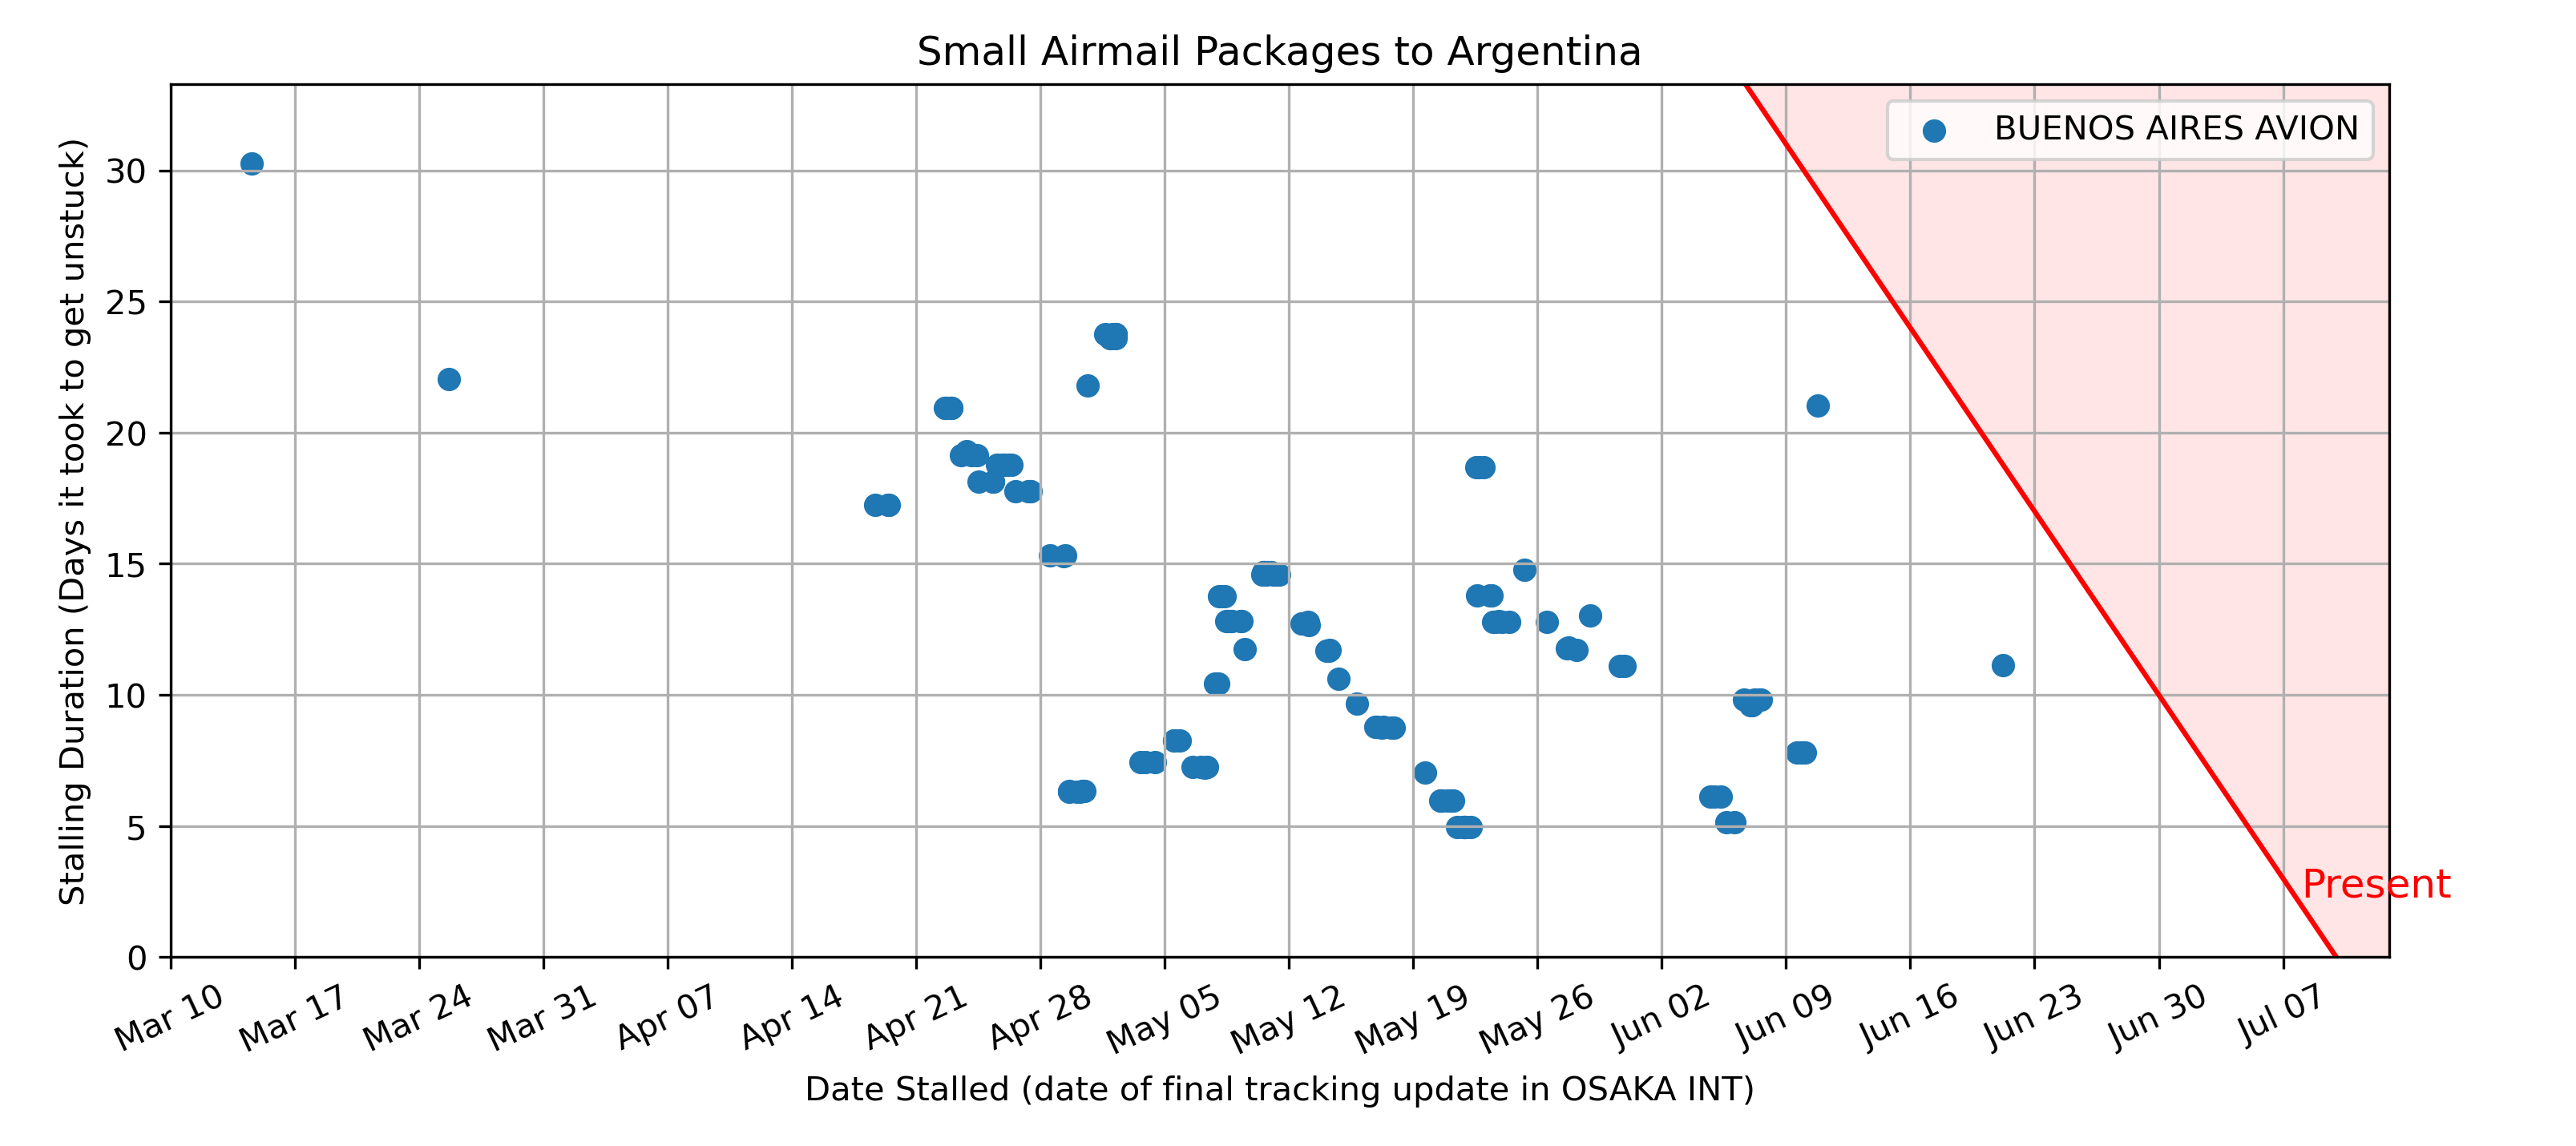 Small Airmail Packages to Argentina
BUENOS AIRES AVION
Stalling Duration (Days it took to get unstuck)
30
25
20
15
10
5
0
Present
Mar 10
Mar 17
Mar 24
Mar 31
Apr 07
Apr 14
Apr 21
Apr 28
May 05
May 12
May 19
May 26
Jun 02
Jun 09
Jun 16
Jun 23
Jun 30
Jul 07
Date Stalled (date of final tracking update in OSAKA INT)